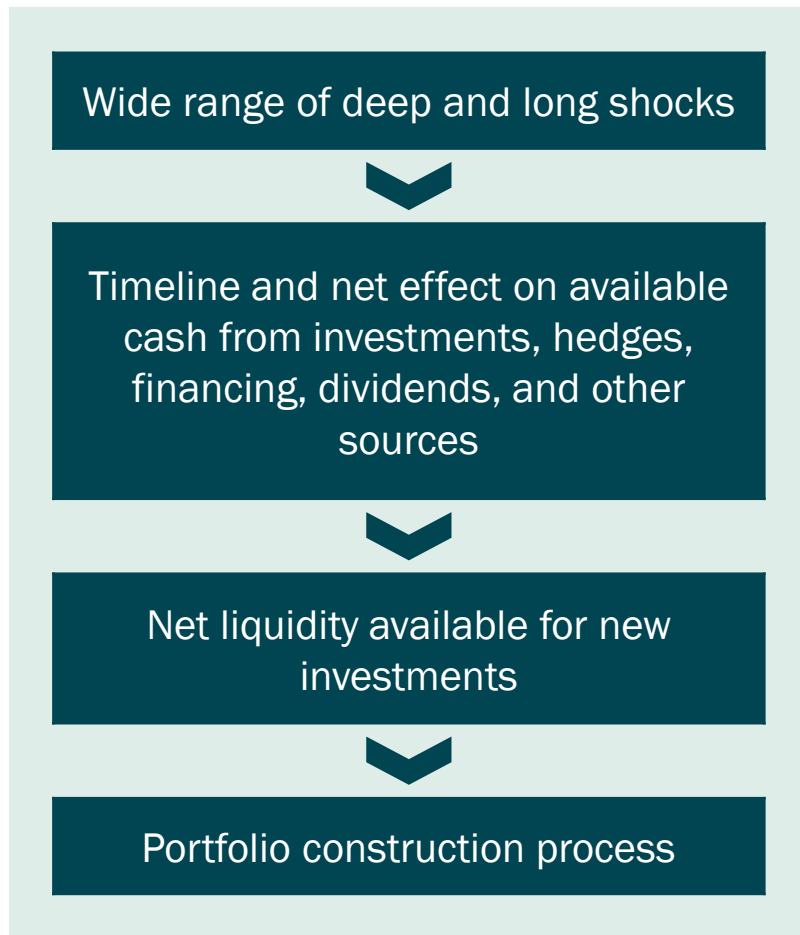 Wide range of deep and long shocks
Timeline and net effect on available
cash from investments, hedges,
financing, dividends, and other
sources
Net liquidity available for new
investments
Portfolio construction process